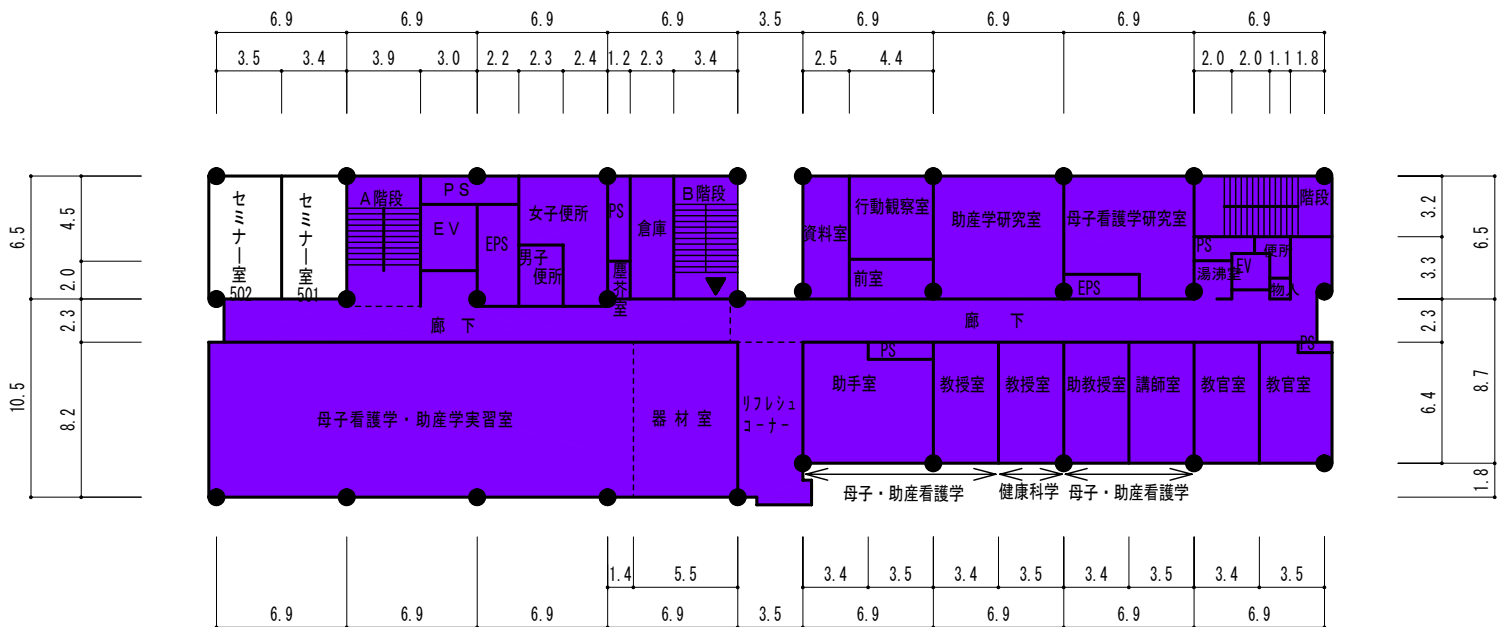 6.9 6.9 6.9 6.9 3.5 6.9 6.9 6.9 6.9
3.5 3.4 3.9 3.0 2.2 2.3 2.4 1.2 2.3 3.4 2.5 4.4 2.0 2.0 1.1 1.8
6.5
4.5
2.0
2.3
10.5
8.2
セミナー室
502
セミナー室
501
A階段
PS
EV
EPS
女子便所
男子
便所
PS
塵芥室
倉庫
B階段
資料室
行動観察室
前室
助産学研究室
母子看護学研究室
EPS
階段
PS
湯沸室
EV
便所
物入
廊下
廊下
母子看護学・助産学実習室
器材室
リフレシュ
コーナー
助手室
PS
教授室
教授室
助教授室
講師室
教官室
教官室
PS
母子・助産看護学
健康科学
母子・助産看護学
3.2
3.3
6.5
2.3
6.4
8.7
1.8
1.4 5.5 3.4 3.5 3.4 3.5 3.4 3.5 3.4 3.5
6.9 6.9 6.9 6.9 3.5 6.9 6.9 6.9 6.9